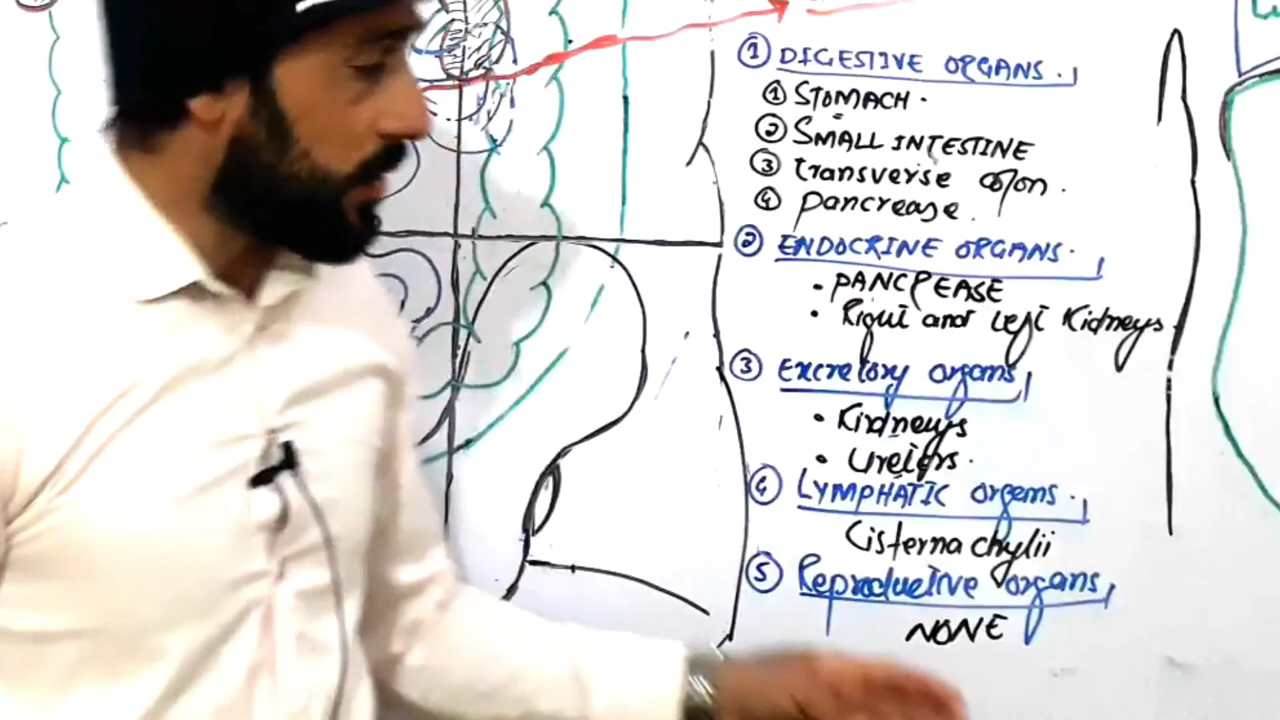 ① DIGESTIVE ORGANS.
① STOMACH.
② SMALL INTESTINE
③ transverse colon.
④ pancrease.
② ENDOCRINE ORGANS.
• PANCREASE
• Right and Left Kidneys
③ Excretory organs
• Kidneys
• Ureters.
④ LYMPHATIC organs.
Cisterna chylii
⑤ Reproductive organs
NONE